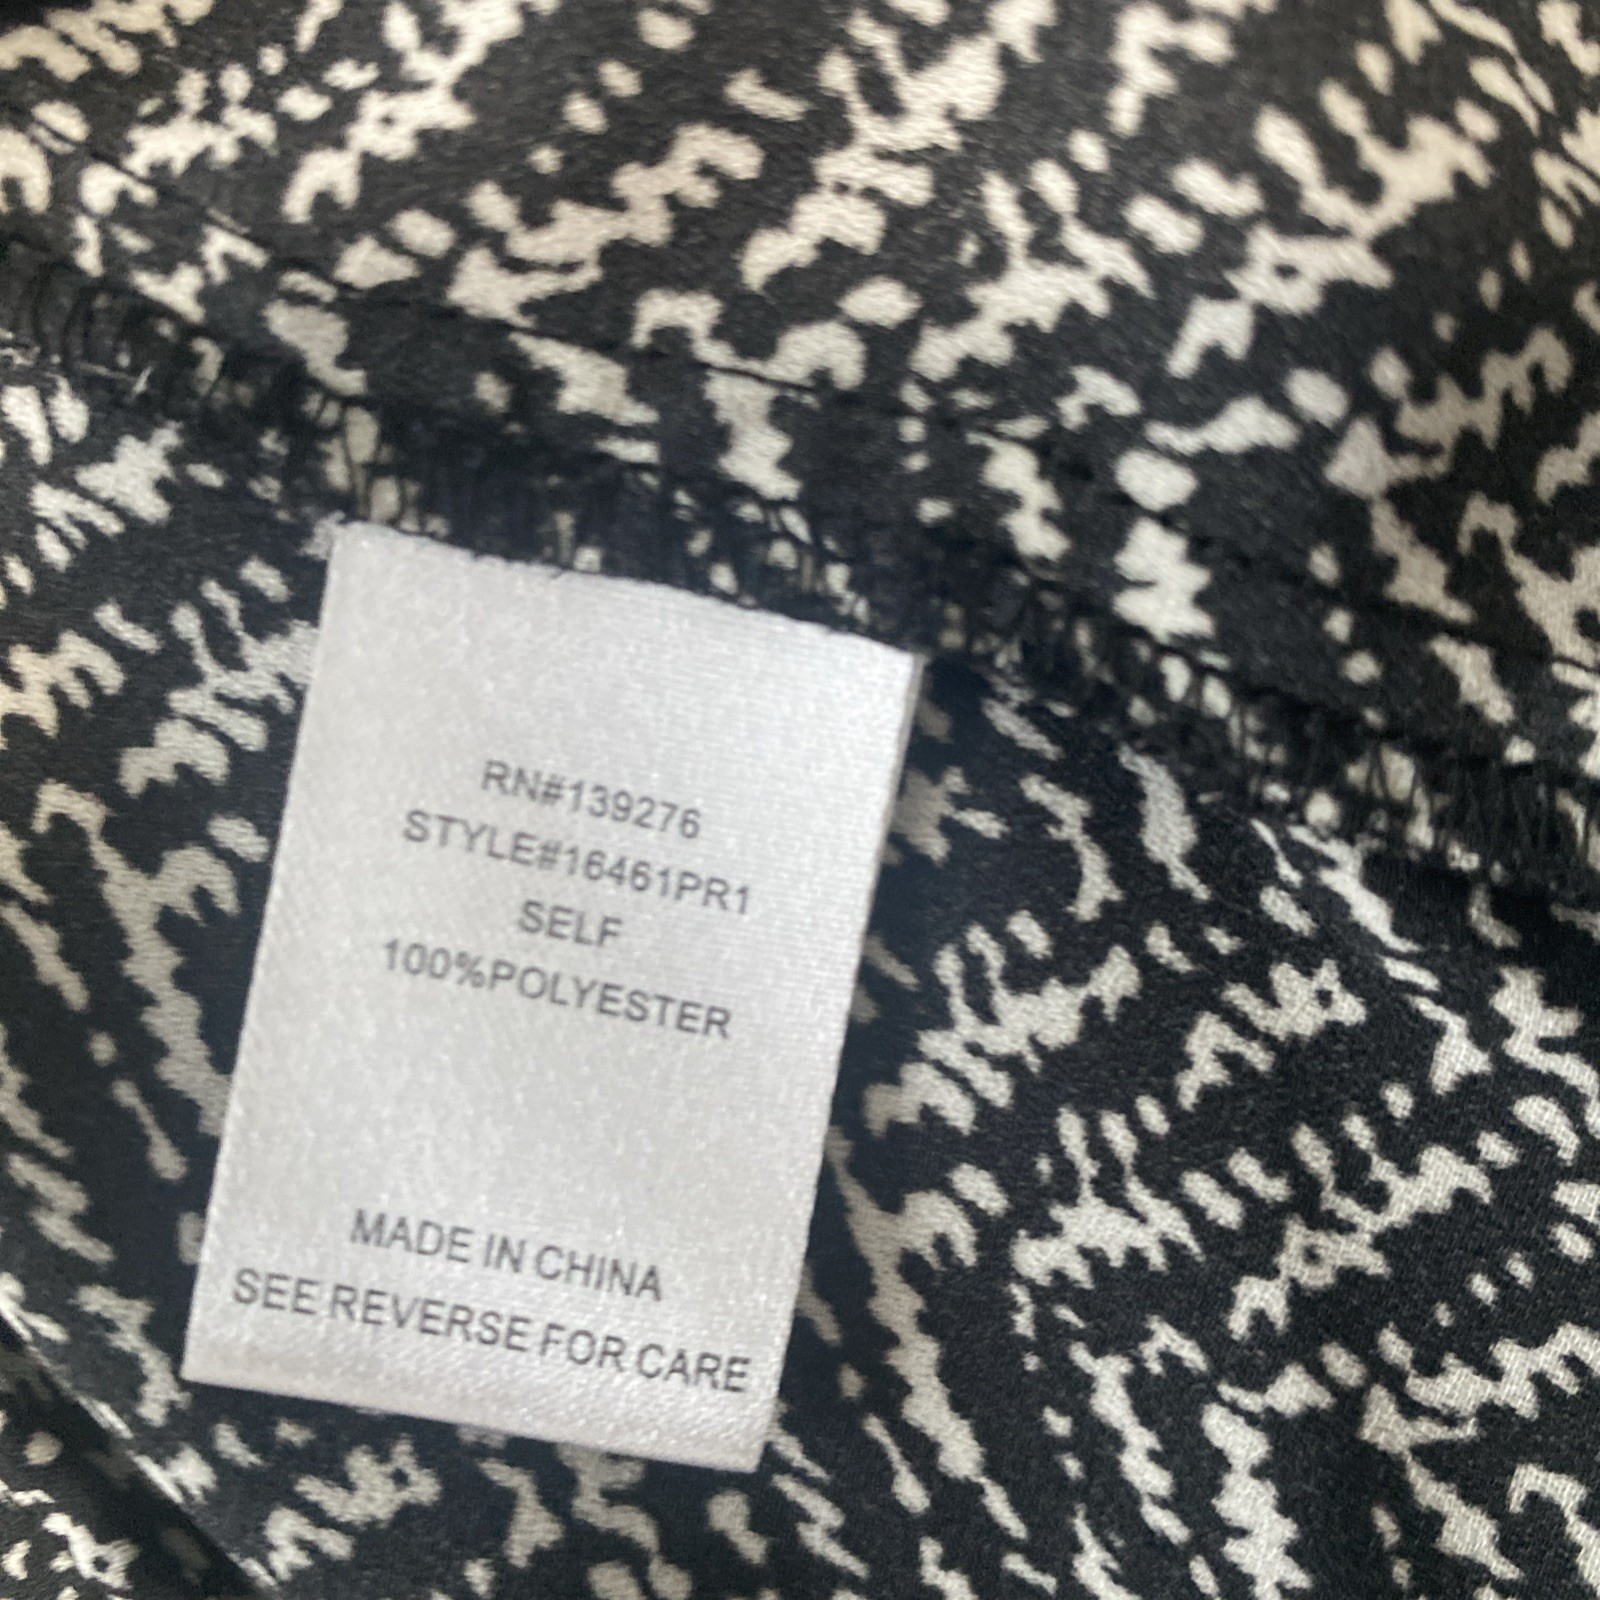 RN#139276
STYLE#16461PR1
SELF
100%POLYESTER
MADE IN CHINA
SEE REVERSE FOR CARE